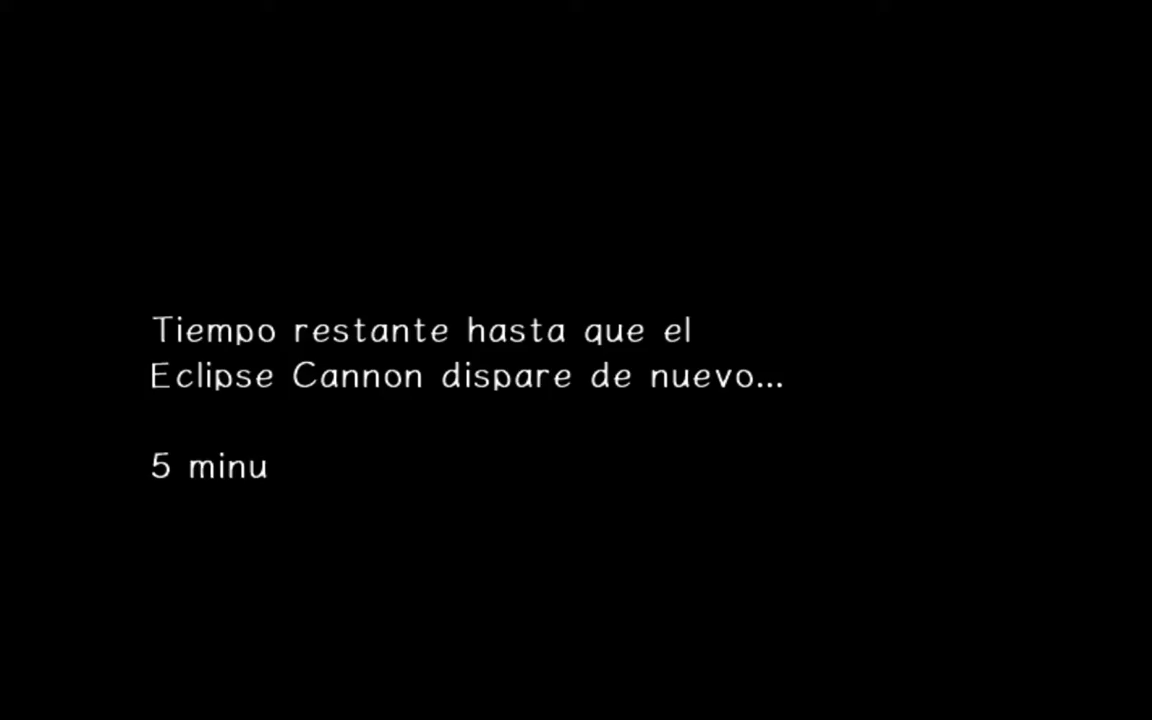 Tiempo restante hasta que el
Eclipse Cannon dispare de nuevo...
5 minu